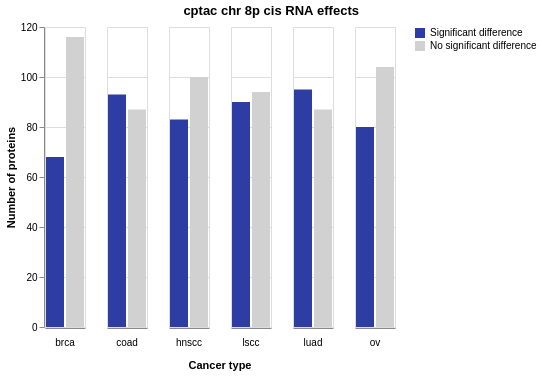 cptac chr 8p cis RNA effects
Significant difference
No significant difference
Number of proteins
120
100
80
60
40
20
0
brca coad hnscc lscc luad ov
Cancer type